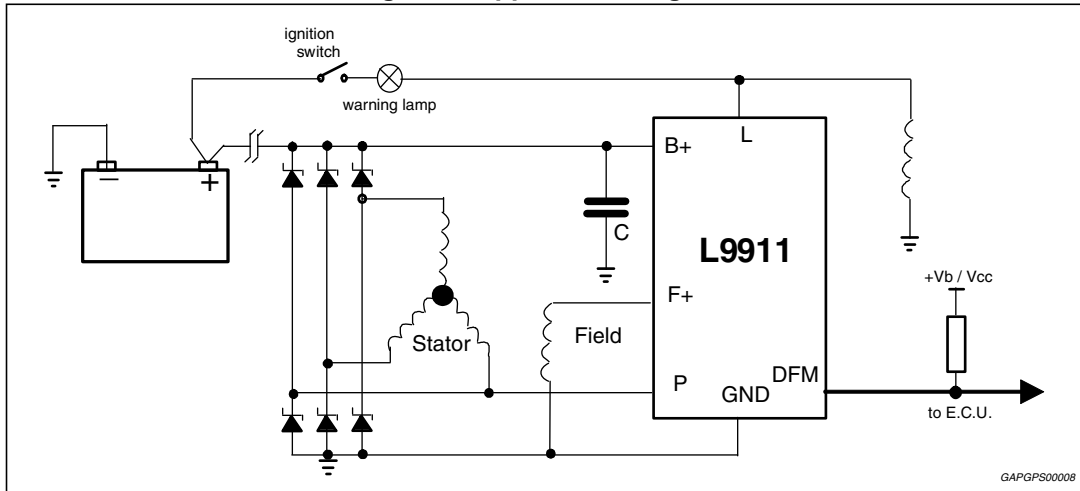 ignition
switch
warning lamp
L
B+
– +
C
L9911
+Vb / Vcc
F+
Field
Stator
P
DFM
GND
to E.C.U.
GAPGPS00008